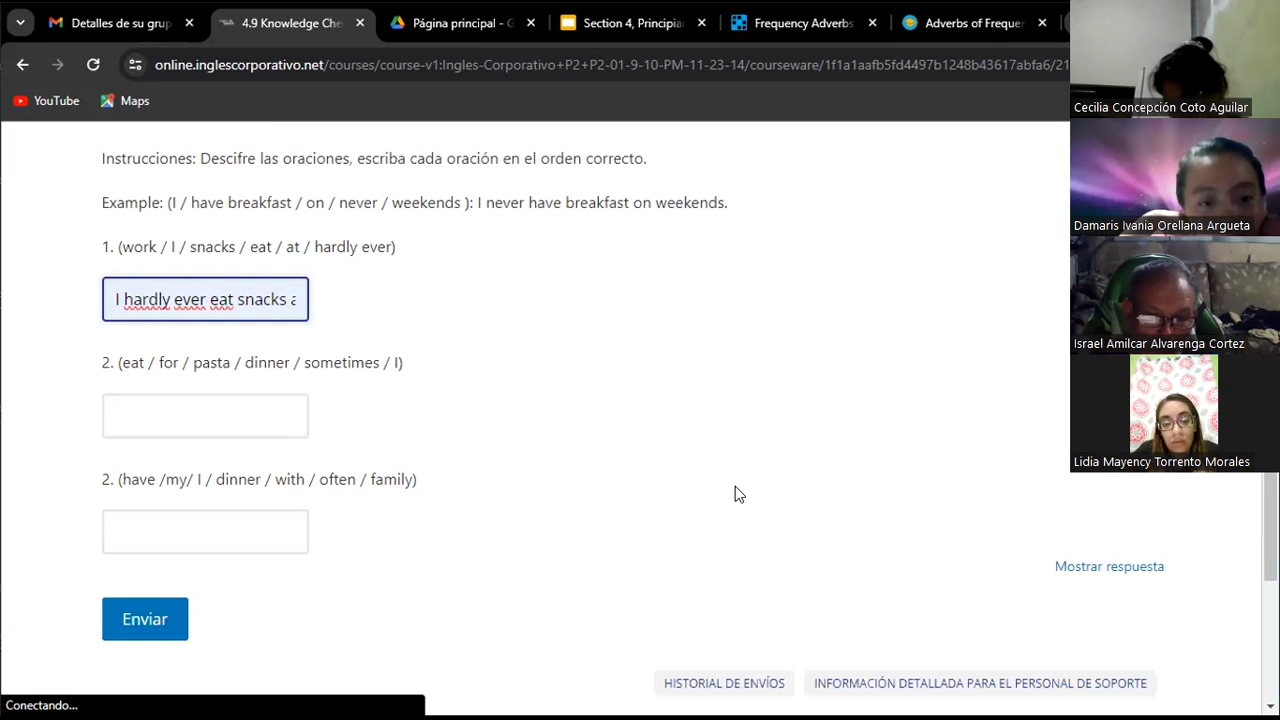 Detalles de su grup
4.9 Knowledge Che
Página principal - G
Section 4, Principian
Frequency Adverbs
Adverbs of Frequen
online.inglescorporativo.net/courses/course-v1:Ingles-Corporativo+P2+P2-01-9-10-PM-11-23-14/courseware/1f1a1aafb5fd4497b1248b43617abfa6/21
YouTube
Maps
Cecilia Concepción Coto Aguilar
Damaris Ivania Orellana Argueta
Israel Amilcar Alvarenga Cortez
Lidia Mayency Torrento Morales
Instrucciones: Descifre las oraciones, escriba cada oración en el orden correcto.
Example: (I / have breakfast / on / never / weekends ): I never have breakfast on weekends.
1. (work / I / snacks / eat / at / hardly ever)
I hardly ever eat snacks a
2. (eat / for / pasta / dinner / sometimes / I)
2. (have /my/ I / dinner / with / often / family)
Mostrar respuesta
Enviar
HISTORIAL DE ENVÍOS
INFORMACIÓN DETALLADA PARA EL PERSONAL DE SOPORTE
Conectando...